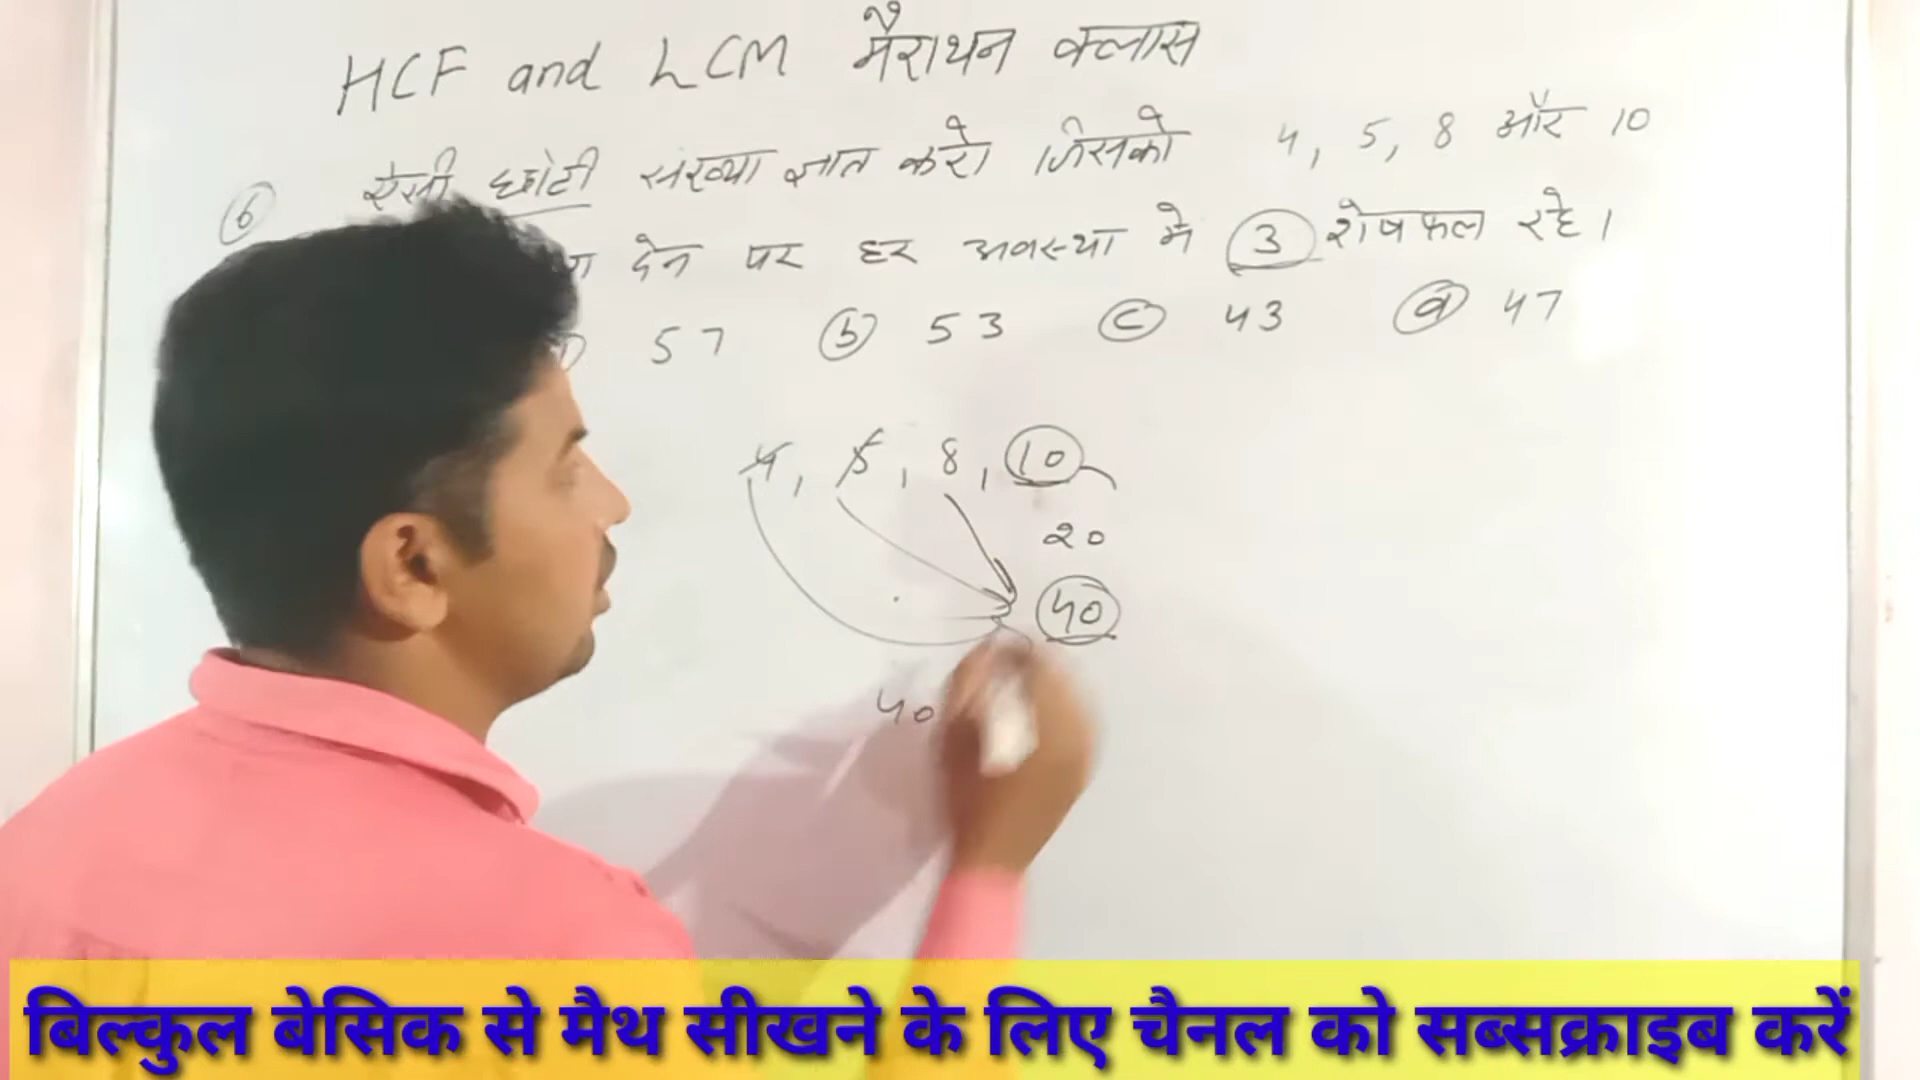 HCF and LCM मैराथन क्लास
⑥ ऐसी छोटी संख्या ज्ञात करो जिसको 4, 5, 8 और 10
देने पर हर अवस्था मे 3 शेषफल रहे।
57 ⓑ 53 ⓒ 43 ⓓ 47
4, 5, 8, 10
20
40
40
बिल्कुल बेसिक से मैथ सीखने के लिए चैनल को सब्सक्राइब करें